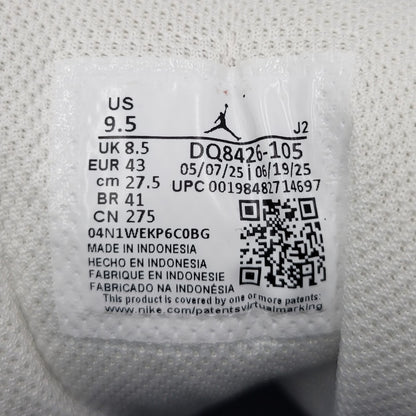 US
9.5
J2
UK 8.5
EUR 43
cm 27.5
BR 41
CN 275
DQ8426-105
05/07/25 | 06/19/25
UPC 00198482714697
04N1WEKP6C0BG
MADE IN INDONESIA
HECHO EN INDONESIA
FABRIQUE EN INDONESIE
FABRICADO NA INDONÉSIA
This product is covered by one or more patents:
www.nike.com/patentsvirtualmarking